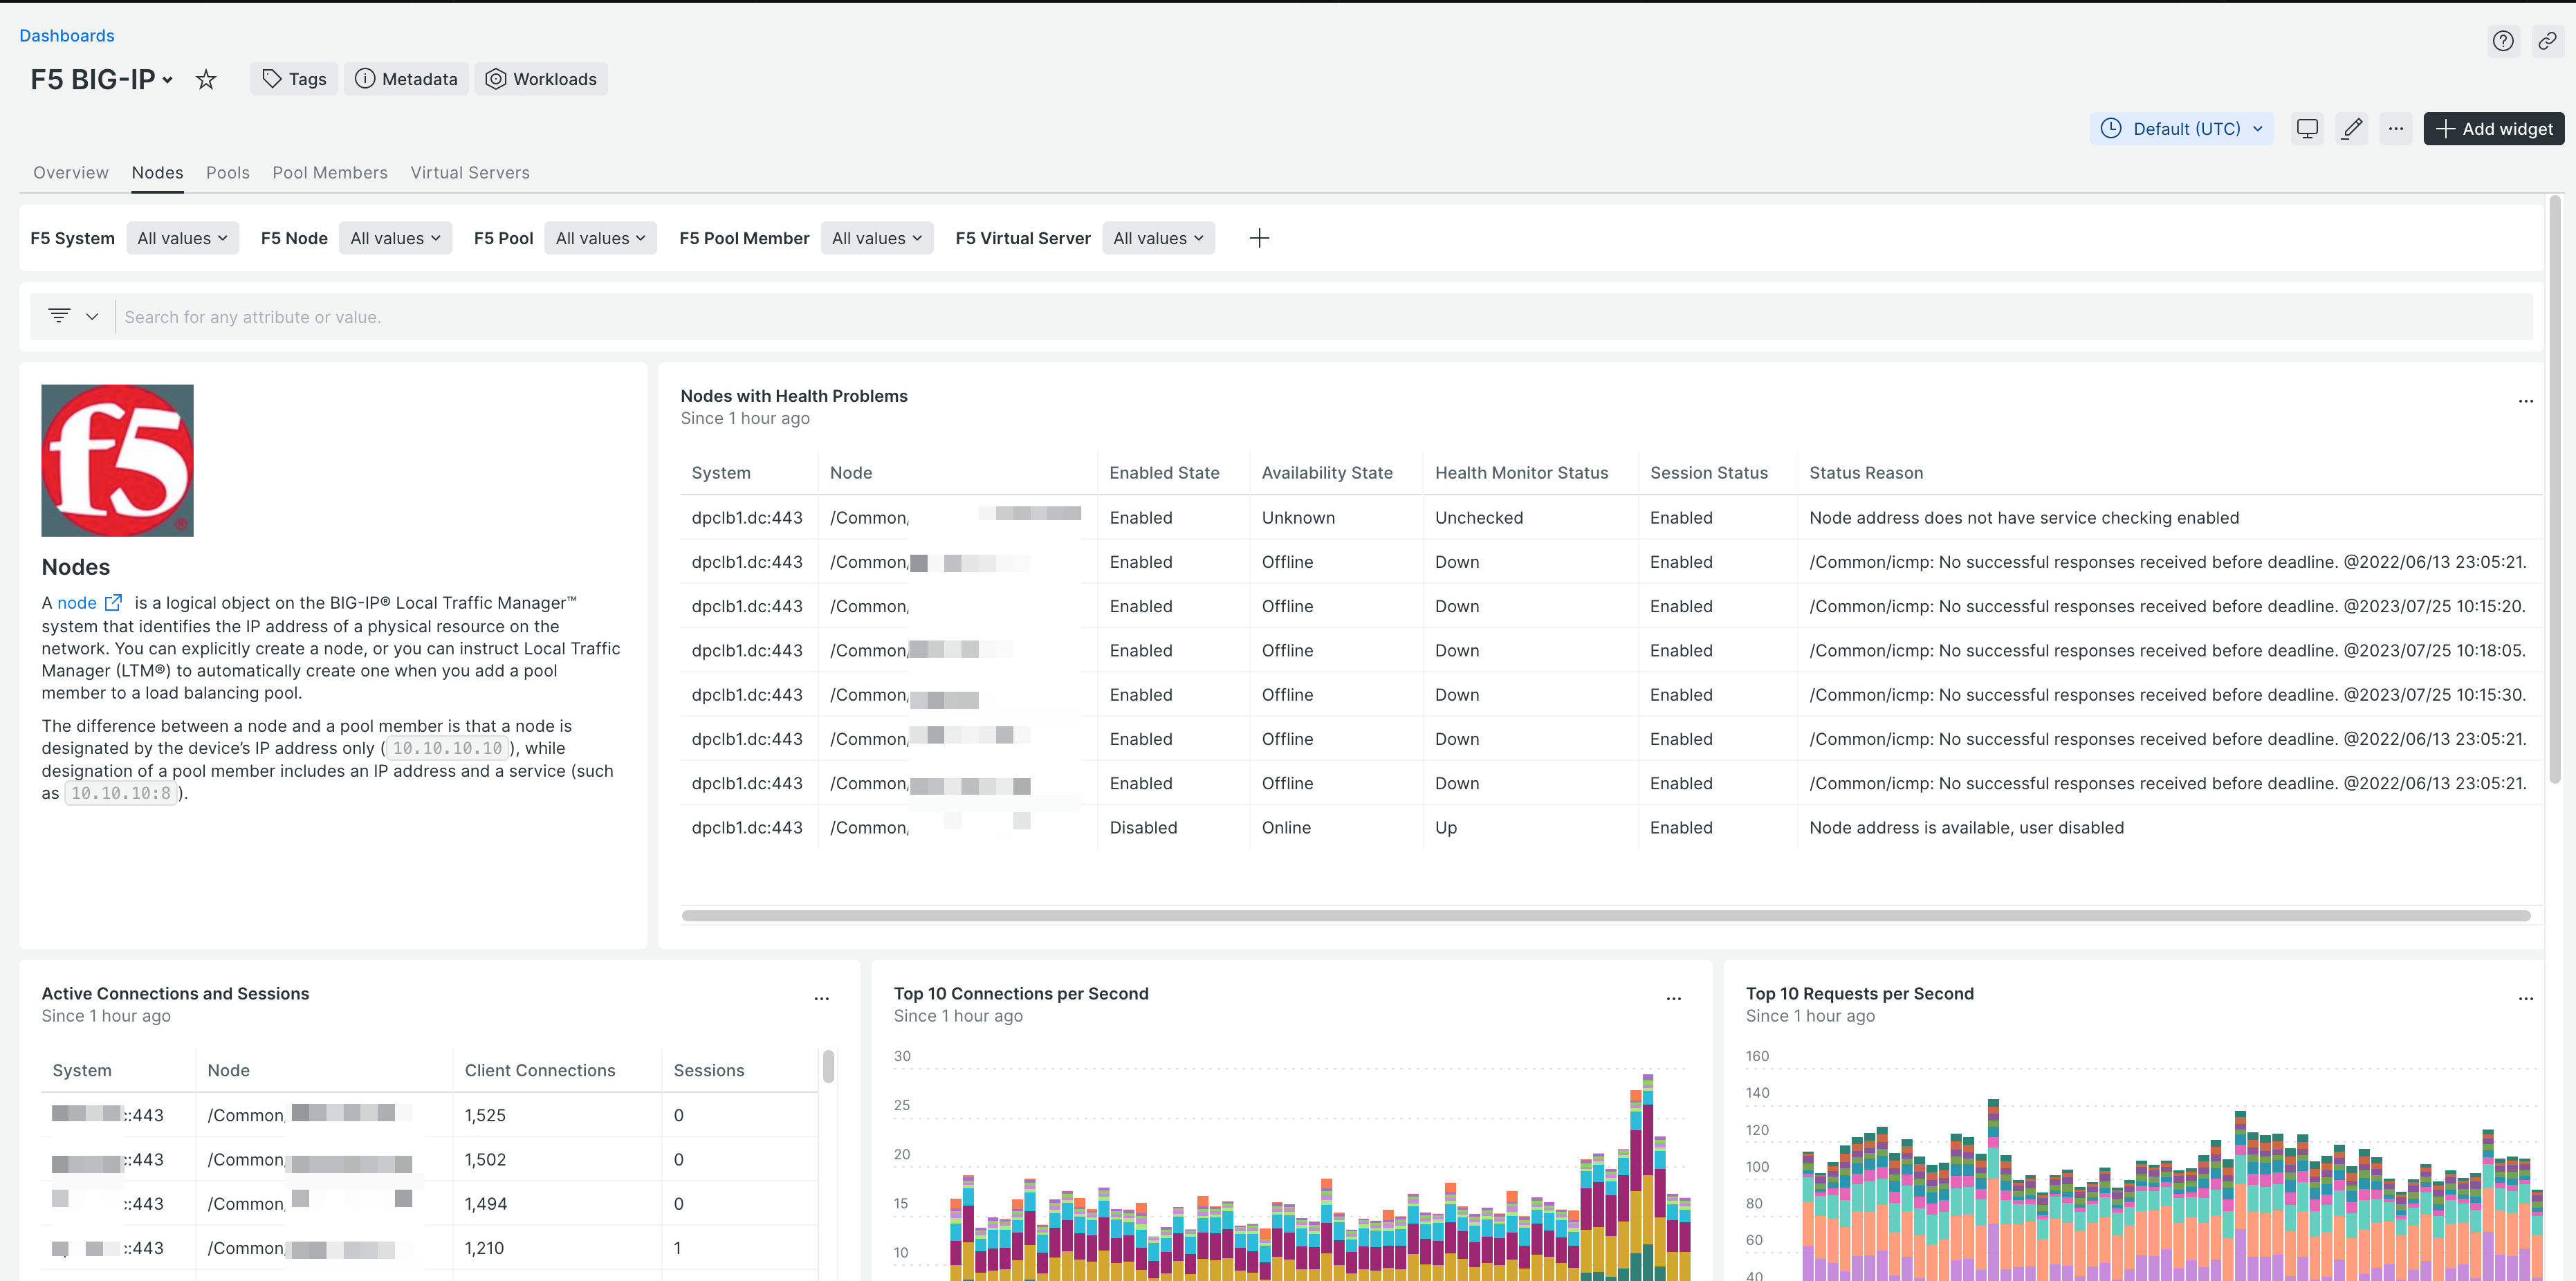 Dashboards
F5 BIG-IP
Tags
Metadata
Workloads
Default (UTC)
Add widget
Overview Nodes Pools Pool Members Virtual Servers
F5 System All values F5 Node All values F5 Pool All values F5 Pool Member All values F5 Virtual Server All values
Search for any attribute or value.
f5
Nodes
A node is a logical object on the BIG-IP® Local Traffic Manager™
system that identifies the IP address of a physical resource on the
network. You can explicitly create a node, or you can instruct Local Traffic
Manager (LTM®) to automatically create one when you add a pool
member to a load balancing pool.
The difference between a node and a pool member is that a node is
designated by the device’s IP address only ( 10.10.10.10 ), while
designation of a pool member includes an IP address and a service (such
as 10.10.10:8 ).
Nodes with Health Problems
Since 1 hour ago
System Node Enabled State Availability State Health Monitor Status Session Status Status Reason
dpclb1.dc:443 /Common/ Enabled Unknown Unchecked Enabled Node address does not have service checking enabled
dpclb1.dc:443 /Common/ Enabled Offline Down Enabled /Common/icmp: No successful responses received before deadline. @2022/06/13 23:05:21.
dpclb1.dc:443 /Common/ Enabled Offline Down Enabled /Common/icmp: No successful responses received before deadline. @2023/07/25 10:15:20.
dpclb1.dc:443 /Common/ Enabled Offline Down Enabled /Common/icmp: No successful responses received before deadline. @2023/07/25 10:18:05.
dpclb1.dc:443 /Common/ Enabled Offline Down Enabled /Common/icmp: No successful responses received before deadline. @2023/07/25 10:15:30.
dpclb1.dc:443 /Common/ Enabled Offline Down Enabled /Common/icmp: No successful responses received before deadline. @2022/06/13 23:05:21.
dpclb1.dc:443 /Common/ Enabled Offline Down Enabled /Common/icmp: No successful responses received before deadline. @2022/06/13 23:05:21.
dpclb1.dc:443 /Common/ Disabled Online Up Enabled Node address is available, user disabled
Active Connections and Sessions
Since 1 hour ago
System Node Client Connections Sessions
:443 /Common 1,525 0
:443 /Common 1,502 0
:443 /Common 1,494 0
:443 /Common 1,210 1
Top 10 Connections per Second
Since 1 hour ago
30
25
20
15
10
Top 10 Requests per Second
Since 1 hour ago
160
140
120
100
80
60
40